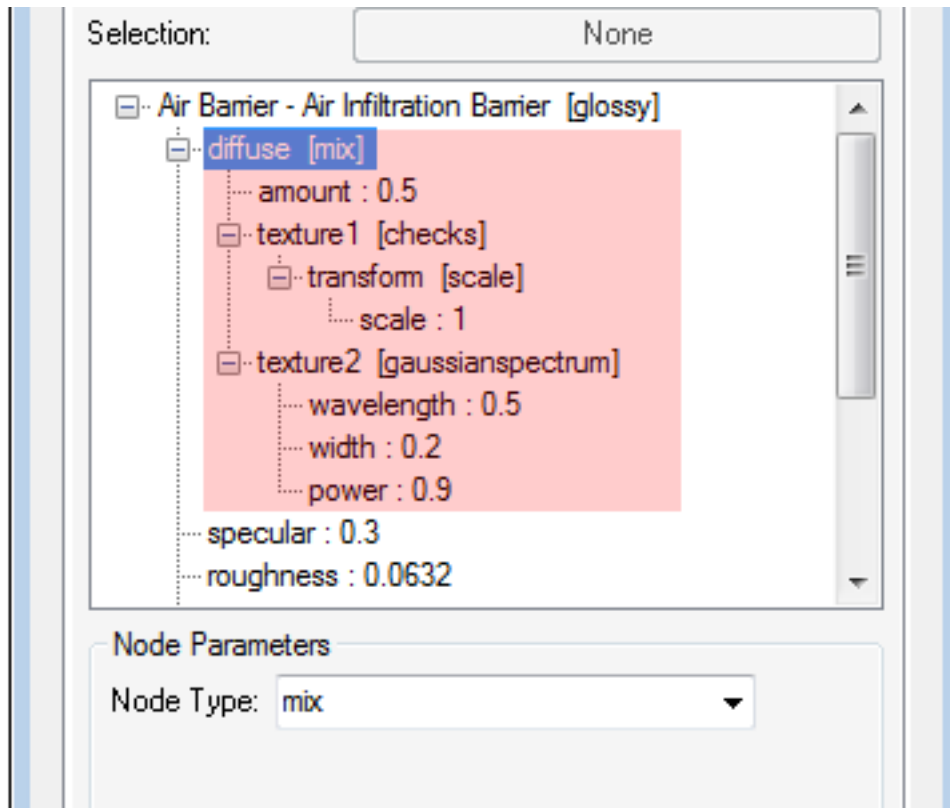 Selection: None
Air Barrier - Air Infiltration Barrier [glossy]
diffuse [mix]
amount : 0.5
texture1 [checks]
transform [scale]
scale : 1
texture2 [gaussianspectrum]
wavelength : 0.5
width : 0.2
power : 0.9
specular : 0.3
roughness : 0.0632
Node Parameters
Node Type: mix